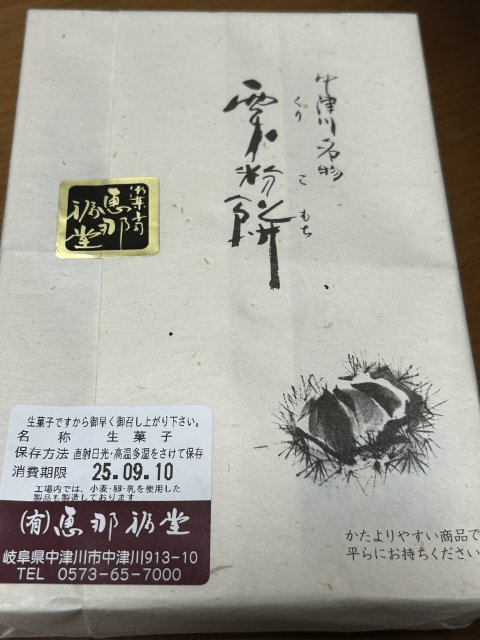 中津川名物
栗粉餅
くりこもち
御菓子司
恵那福堂
生菓子ですから御早く御召し上がり下さい。
名　称　生菓子
保存方法 直射日光・高温多湿をさけて保存
消費期限 25.09.10
工場内では、小麦・卵・乳を使用した
製品も製造しております
(有)恵那福堂
岐阜県中津川市中津川913-10
TEL 0573-65-7000
かたよりやすい商品で
平らにお持ちください